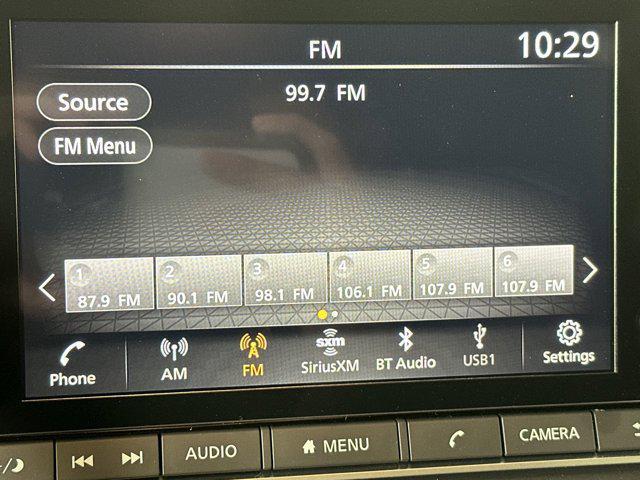 FM 10:29
Source
99.7 FM
FM Menu
1 2 3 4 5 6
87.9 FM 90.1 FM 98.1 FM 106.1 FM 107.9 FM 107.9 FM
sxm
Phone AM FM SiriusXM BT Audio USB1 Settings
AUDIO MENU CAMERA